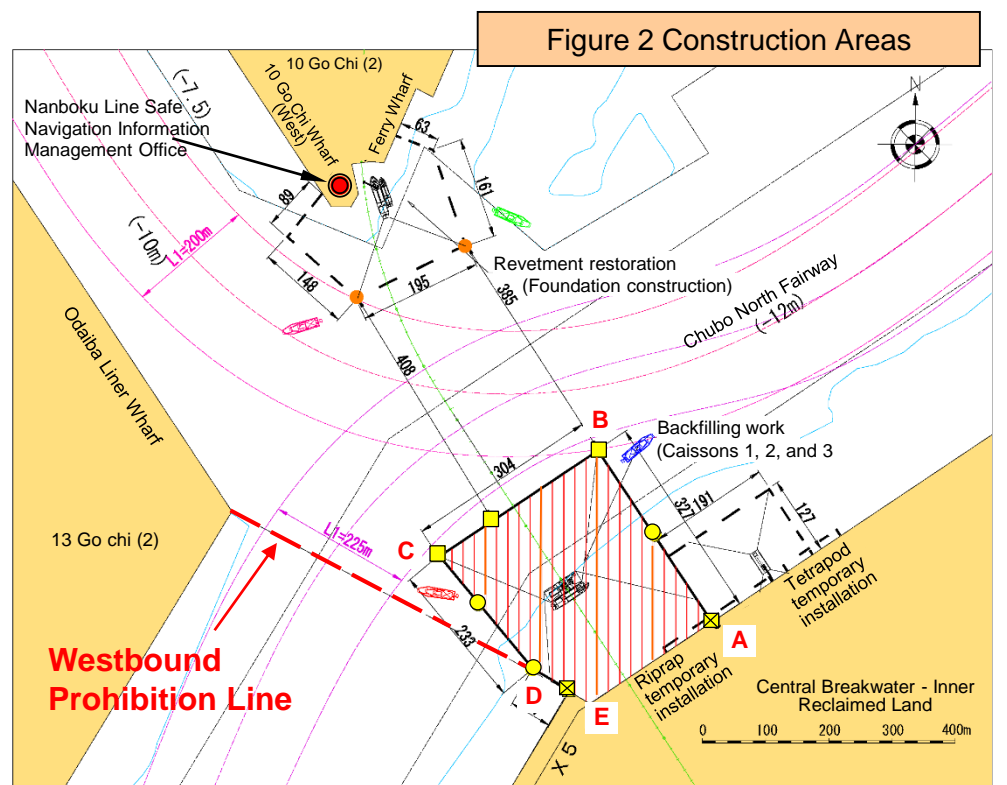 Figure 2 Construction Areas
10 Go Chi (2)
(-7.5)
10 Go Chi Wharf
(West)
Ferry Wharf
63
N
Nanboku Line Safe
Navigation Information
Management Office
89
161
(-10m)
L1=200m
148
195
385
Revetment restoration
(Foundation construction)
Chubo North Fairway
(-12m)
Odaiba Liner Wharf
408
B
Backfilling work
(Caissons 1, 2, and 3
304
327
191
127
13 Go chi (2)
L1=225m
C
233
Tetrapod
temporary
installation
A
Westbound
Prohibition Line
D
E
Riprap
temporary
installation
Central Breakwater - Inner
Reclaimed Land
0 100 200 300 400m
X 5